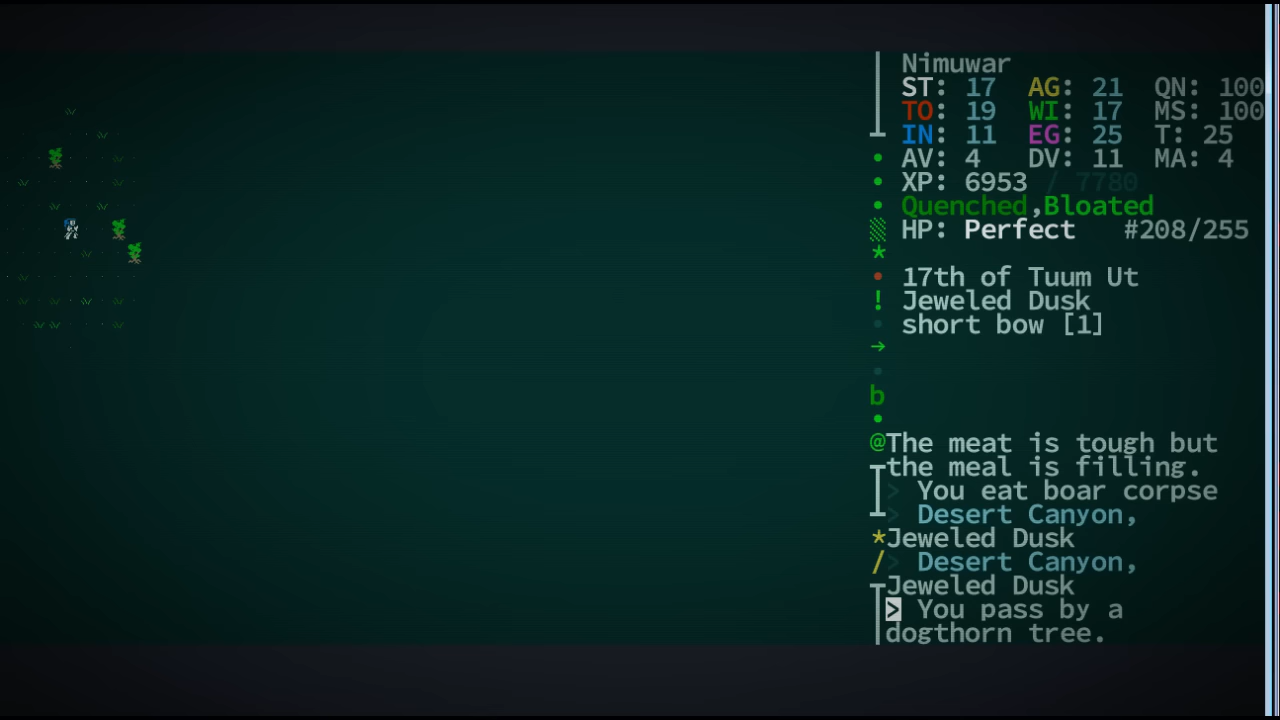 Nimuwar
ST: 17 AG: 21 QN: 100
TO: 19 WI: 17 MS: 100
IN: 11 EG: 25 T: 25
AV: 4 DV: 11 MA: 4
XP: 6953 / 7780
Quenched,Bloated
HP: Perfect #208/255
*
17th of Tuum Ut
! Jeweled Dusk
short bow [1]
→
b
@The meat is tough but
the meal is filling.
> You eat boar corpse
> Desert Canyon,
*Jeweled Dusk
/> Desert Canyon,
Jeweled Dusk
> You pass by a
dogthorn tree.